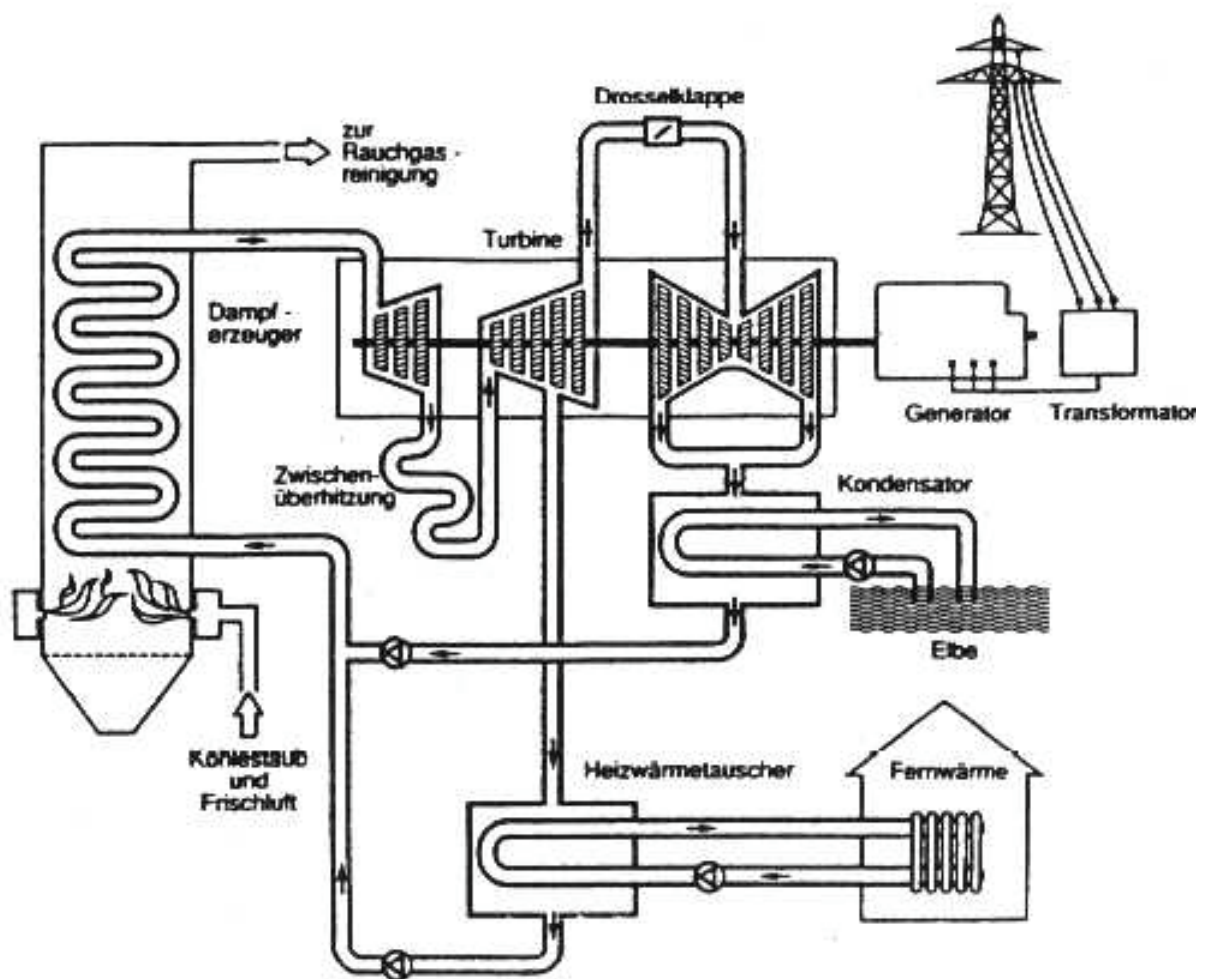 Drosselklappe
zur
Rauchgas-
reinigung
Turbine
Dampf-
erzeuger
Generator
Transformator
Zwischen-
überhitzung
Kondensator
Elbe
Kohlestaub
und
Frischluft
Heizwärmetauscher
Fernwärme